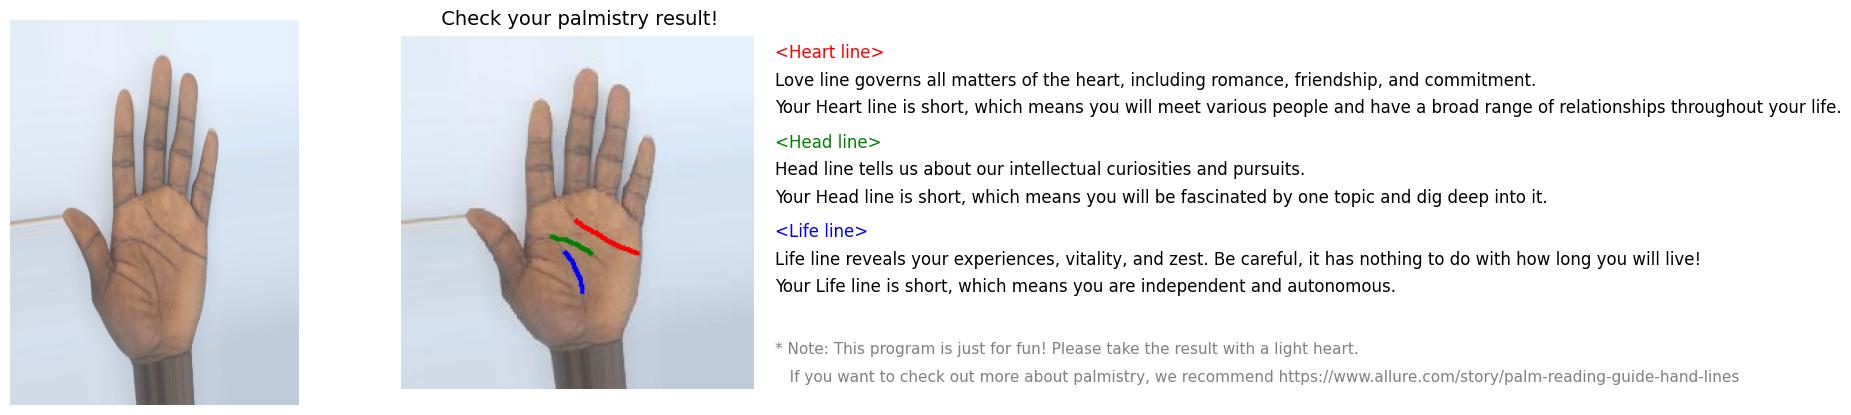 Check your palmistry result!
<Heart line>
Love line governs all matters of the heart, including romance, friendship, and commitment.
Your Heart line is short, which means you will meet various people and have a broad range of relationships throughout your life.
<Head line>
Head line tells us about our intellectual curiosities and pursuits.
Your Head line is short, which means you will be fascinated by one topic and dig deep into it.
<Life line>
Life line reveals your experiences, vitality, and zest. Be careful, it has nothing to do with how long you will live!
Your Life line is short, which means you are independent and autonomous.
* Note: This program is just for fun! Please take the result with a light heart.
If you want to check out more about palmistry, we recommend https://www.allure.com/story/palm-reading-guide-hand-lines